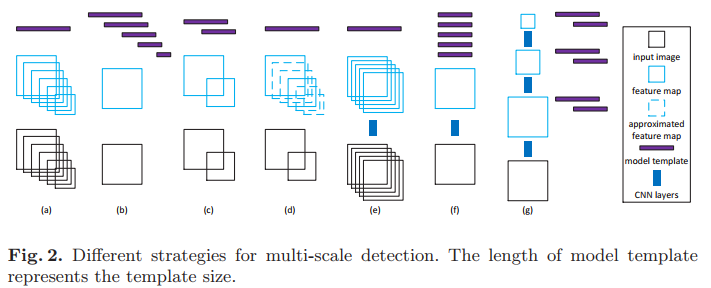 input image
feature map
approximated
feature map
model template
CNN layers
(a) (b) (c) (d) (e) (f) (g)
Fig. 2. Different strategies for multi-scale detection. The length of model template
represents the template size.